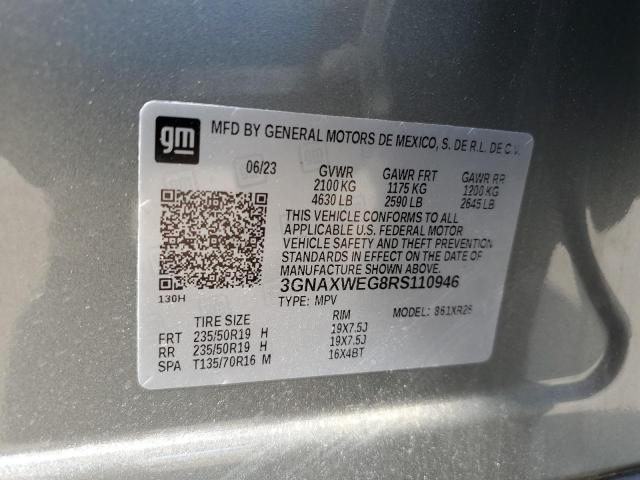 gm MFD BY GENERAL MOTORS DE MEXICO, S. DE R.L. DE C.V.
06/23 GVWR GAWR FRT GAWR RR
2100 KG 1175 KG 1200 KG
4630 LB 2590 LB 2645 LB
THIS VEHICLE CONFORMS TO ALL
APPLICABLE U.S. FEDERAL MOTOR
VEHICLE SAFETY AND THEFT PREVENTION
STANDARDS IN EFFECT ON THE DATE
OF MANUFACTURE SHOWN ABOVE.
130H 3GNAXWEG8RS110946
TYPE: MPV MODEL: 861XR26
TIRE SIZE RIM
FRT 235/50R19 H 19X7.5J
RR 235/50R19 H 19X7.5J
SPA T135/70R16 M 16X4BT